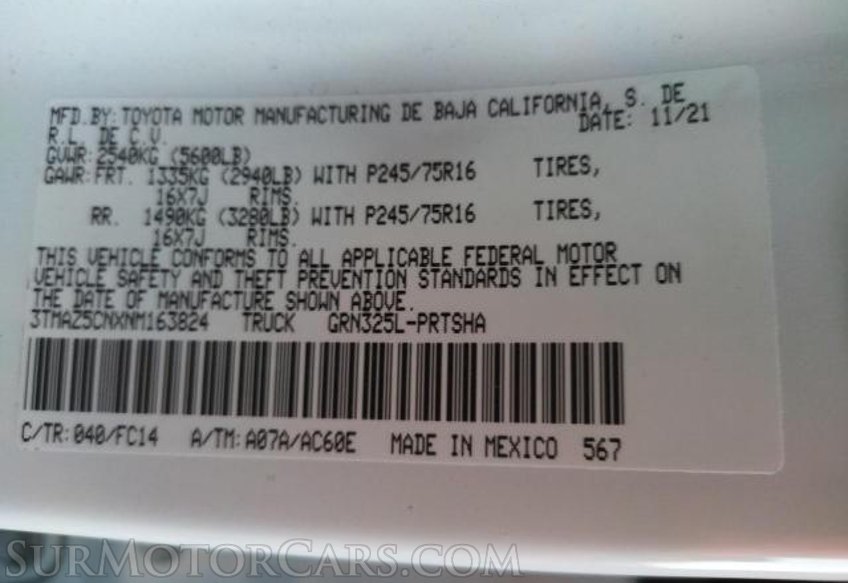 MFD.BY: TOYOTA MOTOR MANUFACTURING DE BAJA CALIFORNIA, S. DE
R.L. DE C.V. DATE: 11/21
GVWR: 2540KG (5600LB)
GAWR: FRT. 1335KG (2940LB) WITH P245/75R16 TIRES,
16X7J RIMS.
RR. 1490KG (3280LB) WITH P245/75R16 TIRES,
16X7J RIMS.
THIS VEHICLE CONFORMS TO ALL APPLICABLE FEDERAL MOTOR
VEHICLE SAFETY AND THEFT PREVENTION STANDARDS IN EFFECT ON
THE DATE OF MANUFACTURE SHOWN ABOVE.
3TMAZ5CNXNM163824 TRUCK GRN325L-PRTSHA
C/TR: 040/FC14 A/TM: A07A/AC60E MADE IN MEXICO 567
SurMotorCars.com